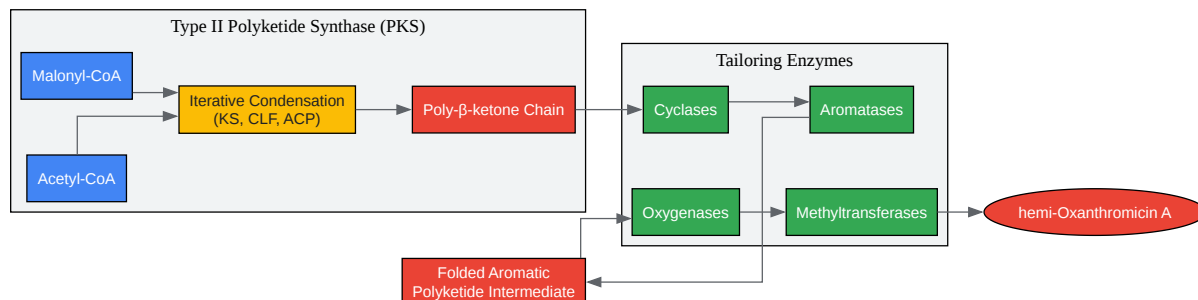 Type II Polyketide Synthase (PKS)
Malonyl-CoA
Acetyl-CoA
Iterative Condensation
(KS, CLF, ACP)
Poly-β-ketone Chain
Tailoring Enzymes
Cyclases
Aromatases
Oxygenases
Methyltransferases
hemi-Oxanthromicin A
Folded Aromatic
Polyketide Intermediate